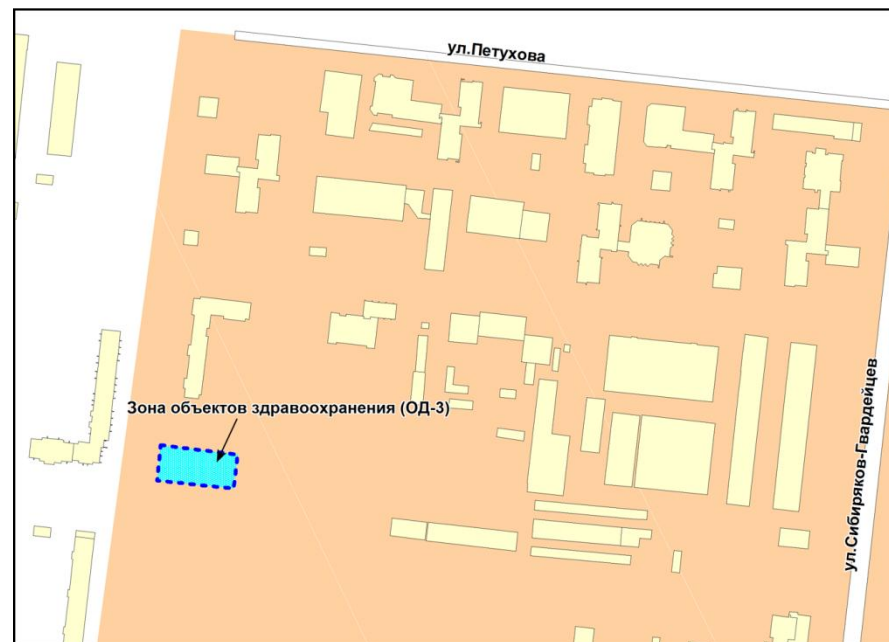 ул.Петухова
Зона объектов здравоохранения (ОД-3)
ул.Сибиряков-Гвардейцев